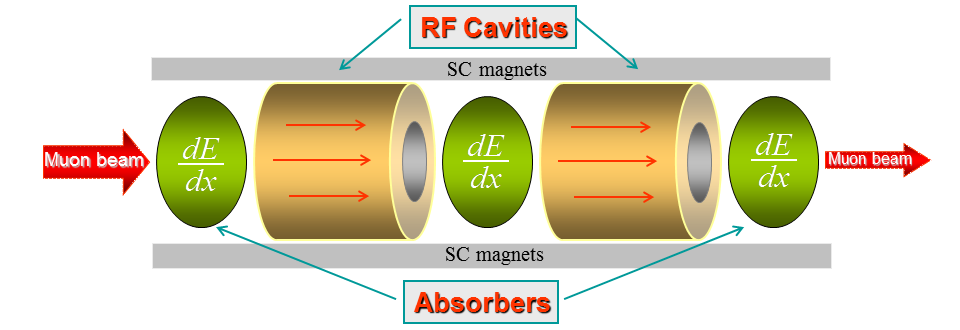 RF Cavities
SC magnets
Muon beam
dE
dx
dE
dx
dE
dx
Muon beam
SC magnets
Absorbers